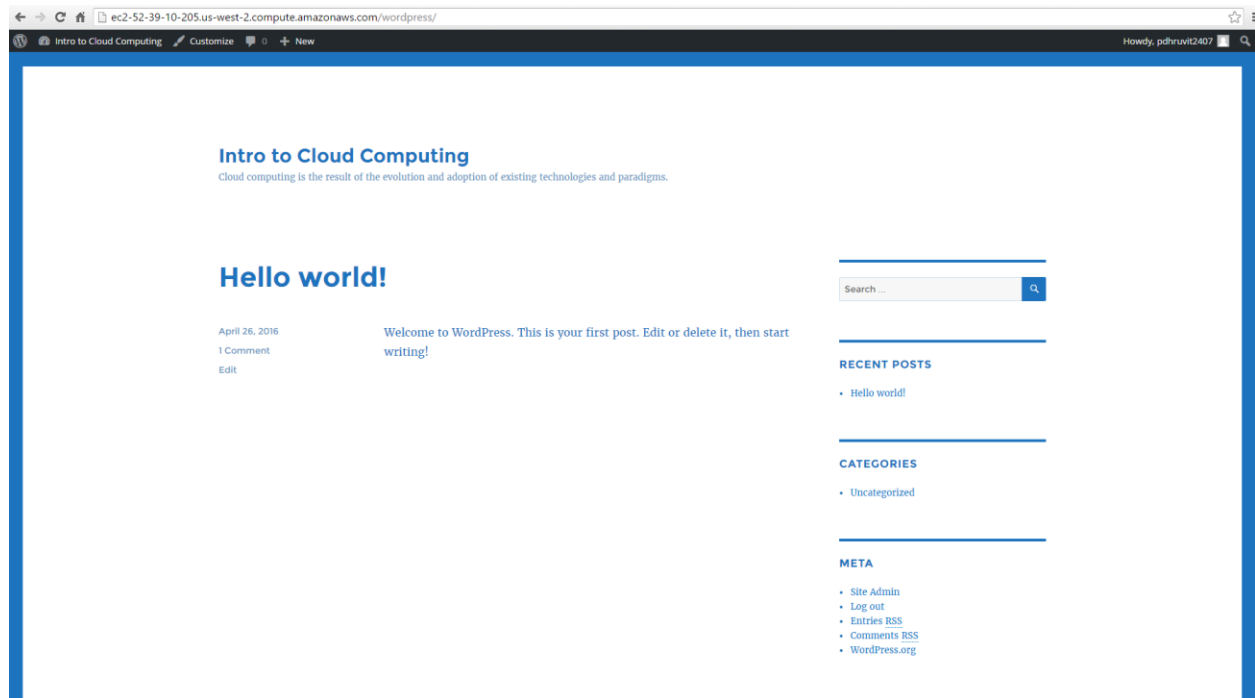 ec2-52-39-10-205.us-west-2.compute.amazonaws.com/wordpress/
Intro to Cloud Computing Customize 0 New Howdy, pdhruvit2407
Intro to Cloud Computing
Cloud computing is the result of the evolution and adoption of existing technologies and paradigms.
Hello world!
April 26, 2016
1 Comment
Edit
Welcome to WordPress. This is your first post. Edit or delete it, then start
writing!
Search ...
RECENT POSTS
• Hello world!
CATEGORIES
• Uncategorized
META
• Site Admin
• Log out
• Entries RSS
• Comments RSS
• WordPress.org